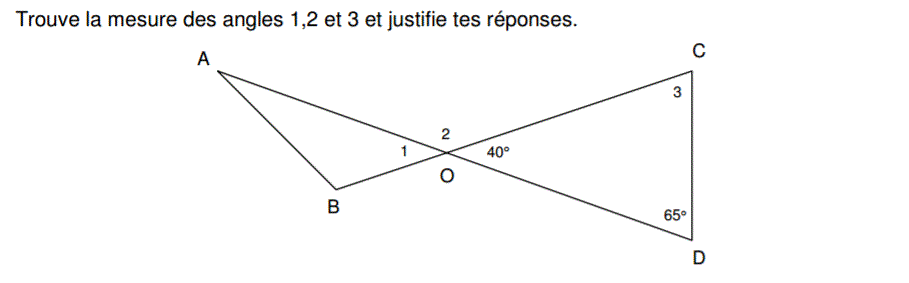 Trouve la mesure des angles 1,2 et 3 et justifie tes réponses.
A
C
3
2
1
40°
O
B
65°
D